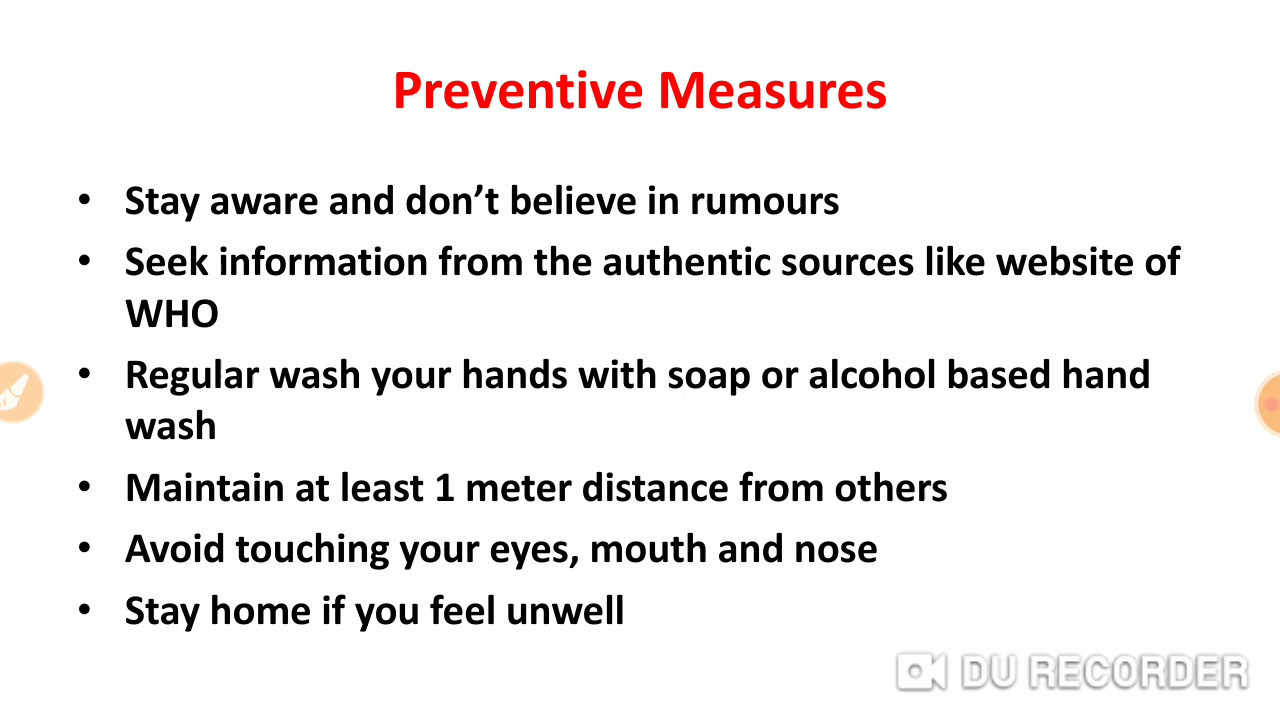 Preventive Measures
• Stay aware and don’t believe in rumours
• Seek information from the authentic sources like website of
WHO
• Regular wash your hands with soap or alcohol based hand
wash
• Maintain at least 1 meter distance from others
• Avoid touching your eyes, mouth and nose
• Stay home if you feel unwell
DU RECORDER